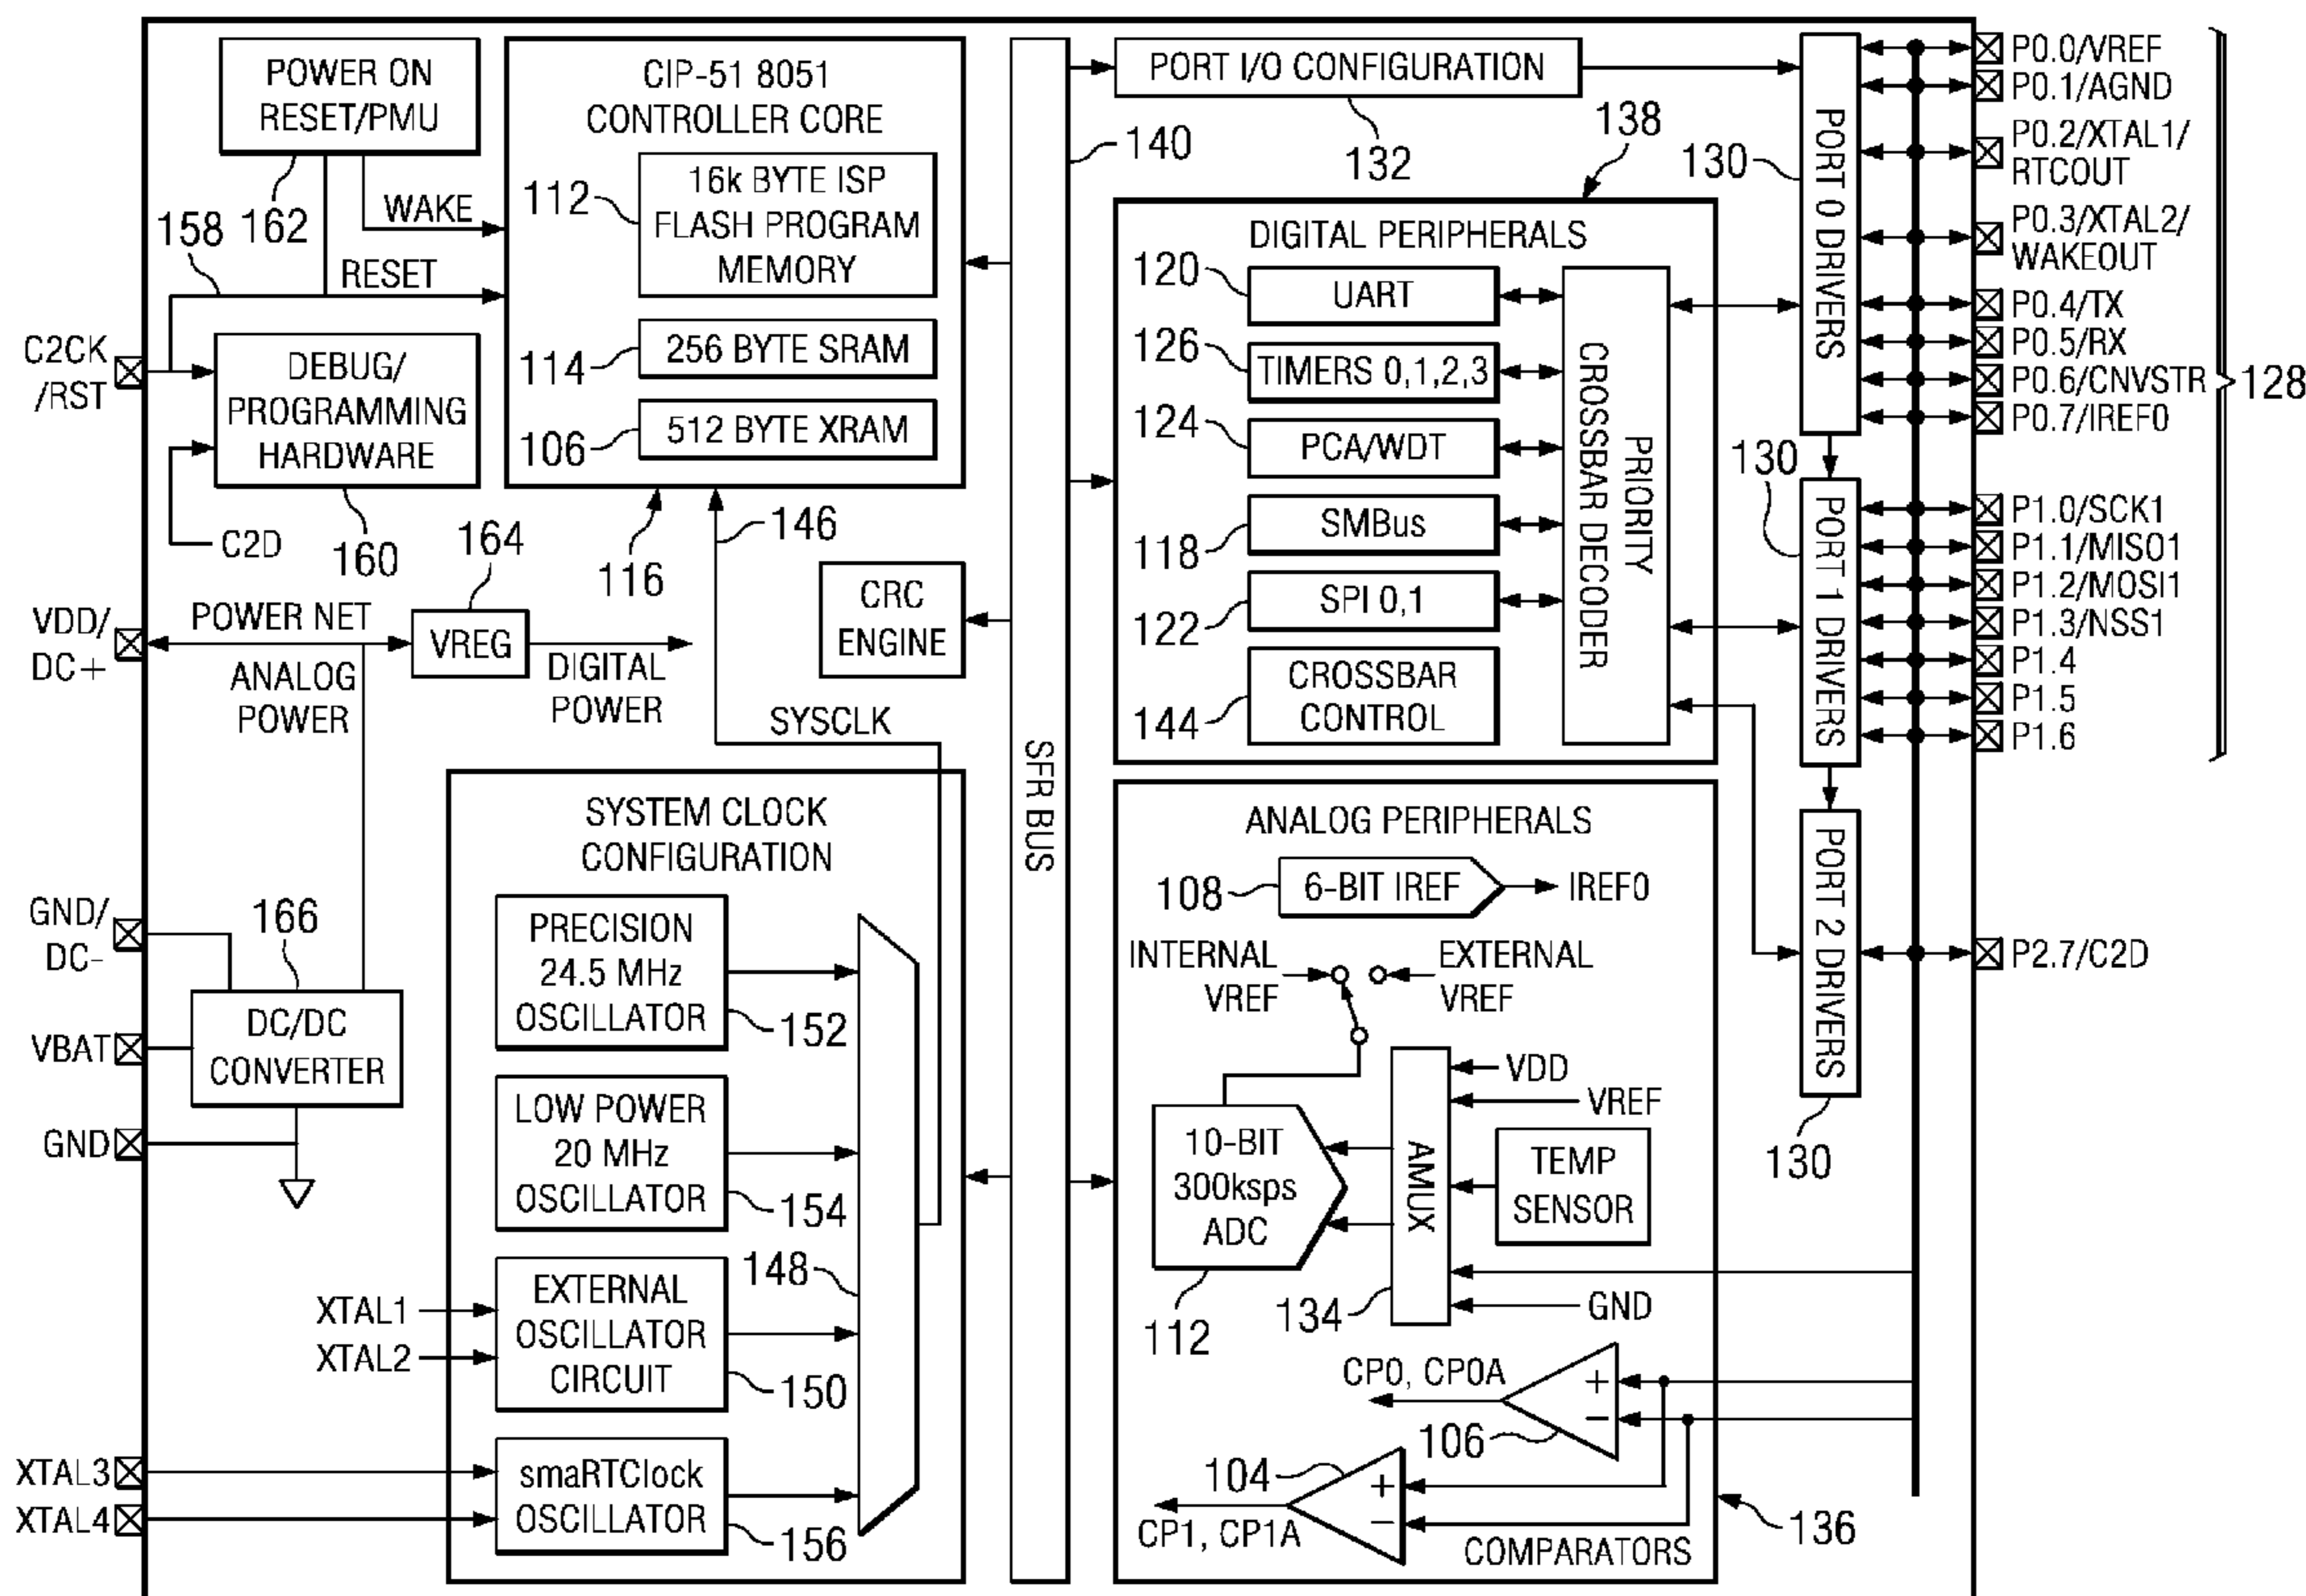 POWER ON
RESET/PMU
162
WAKE
158
RESET
C2CK
/RST
DEBUG/
PROGRAMMING
HARDWARE
C2D
160
CIP-51 8051
CONTROLLER CORE
112
16k BYTE ISP
FLASH PROGRAM
MEMORY
114
256 BYTE SRAM
106
512 BYTE XRAM
116
146
164
VDD/
DC+
POWER NET
VREG
ANALOG
POWER
DIGITAL
POWER
CRC
ENGINE
SYSCLK
GND/
DC-
166
VBAT
DC/DC
CONVERTER
GND
SYSTEM CLOCK
CONFIGURATION
PRECISION
24.5 MHz
OSCILLATOR
152
LOW POWER
20 MHz
OSCILLATOR
154
148
XTAL1
XTAL2
EXTERNAL
OSCILLATOR
CIRCUIT
150
XTAL3
XTAL4
smaRTClock
OSCILLATOR
156
140
SFR BUS
PORT I/O CONFIGURATION
132
138
DIGITAL PERIPHERALS
120
UART
126
TIMERS 0,1,2,3
124
PCA/WDT
118
SMBus
122
SPI 0,1
144
CROSSBAR
CONTROL
PRIORITY
CROSSBAR DECODER
ANALOG PERIPHERALS
108
6-BIT IREF
IREF0
INTERNAL
VREF
EXTERNAL
VREF
10-BIT
300ksps
ADC
112
AMUX
134
VDD
VREF
TEMP
SENSOR
GND
CP0, CP0A
+
−
106
104
+
−
CP1, CP1A
COMPARATORS
136
130
PORT 0 DRIVERS
130
PORT 1 DRIVERS
PORT 2 DRIVERS
130
P0.0/VREF
P0.1/AGND
P0.2/XTAL1/
RTCOUT
P0.3/XTAL2/
WAKEOUT
P0.4/TX
P0.5/RX
P0.6/CNVSTR
P0.7/IREF0
128
P1.0/SCK1
P1.1/MISO1
P1.2/MOSI1
P1.3/NSS1
P1.4
P1.5
P1.6
P2.7/C2D